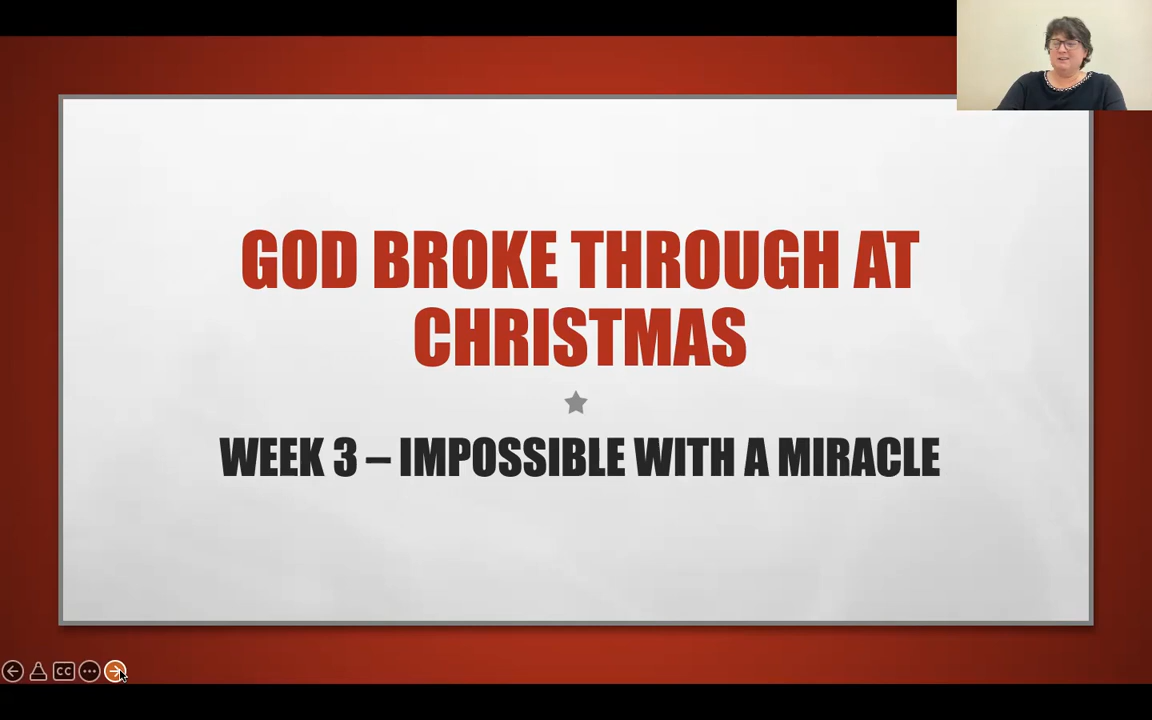 GOD BROKE THROUGH AT
CHRISTMAS
WEEK 3 – IMPOSSIBLE WITH A MIRACLE
CC